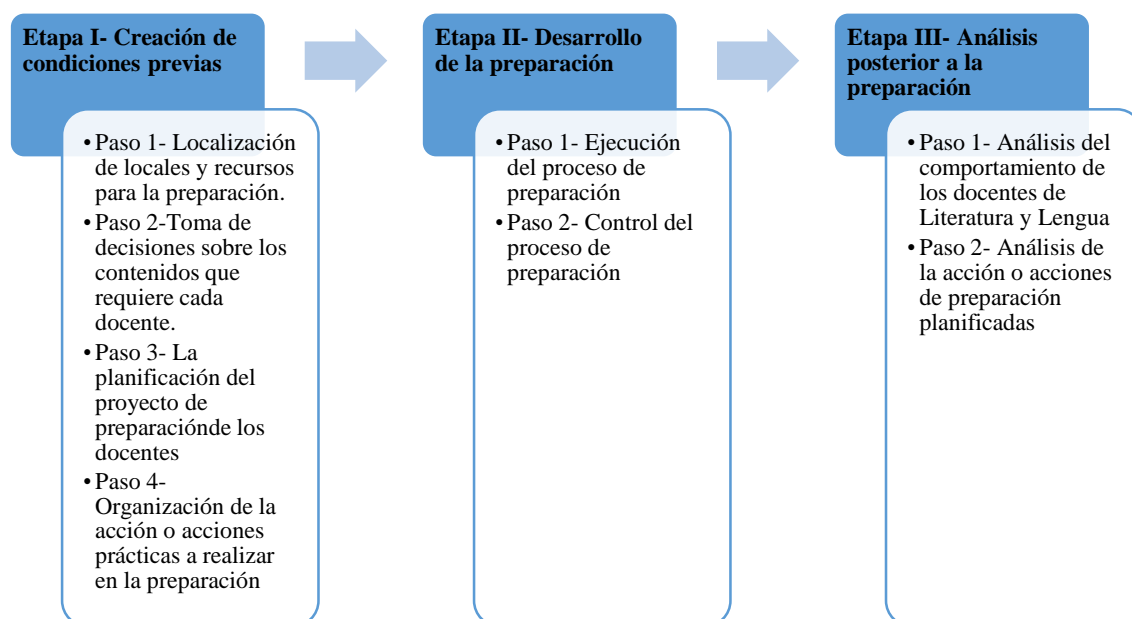 Etapa I- Creación de
condiciones previas
•Paso 1- Localización
de locales y recursos
para la preparación.
•Paso 2-Toma de
decisiones sobre los
contenidos que
requiere cada
docente.
•Paso 3- La
planificación del
proyecto de
preparaciónde los
docentes
•Paso 4-
Organización de la
acción o acciones
prácticas a realizar
en la preparación
Etapa II- Desarrollo
de la preparación
•Paso 1- Ejecución
del proceso de
preparación
•Paso 2- Control del
proceso de
preparación
Etapa III- Análisis
posterior a la
preparación
•Paso 1- Análisis del
comportamiento de
los docentes de
Literatura y Lengua
•Paso 2- Análisis de
la acción o acciones
de preparación
planificadas